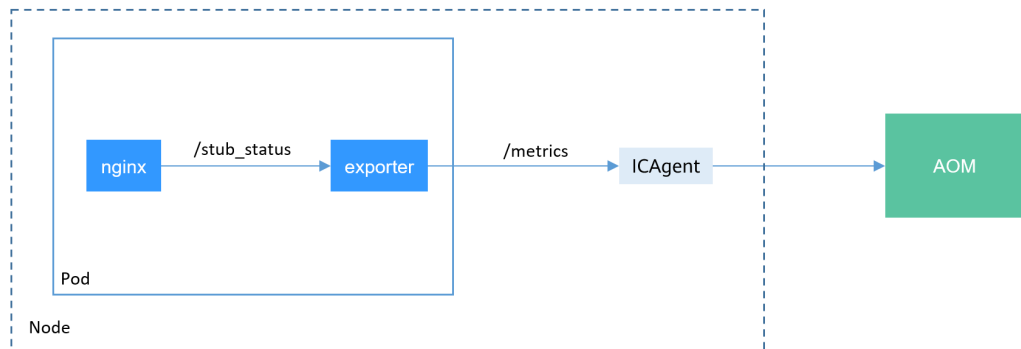 nginx
/stub_status
exporter
/metrics
ICAgent
AOM
Pod
Node